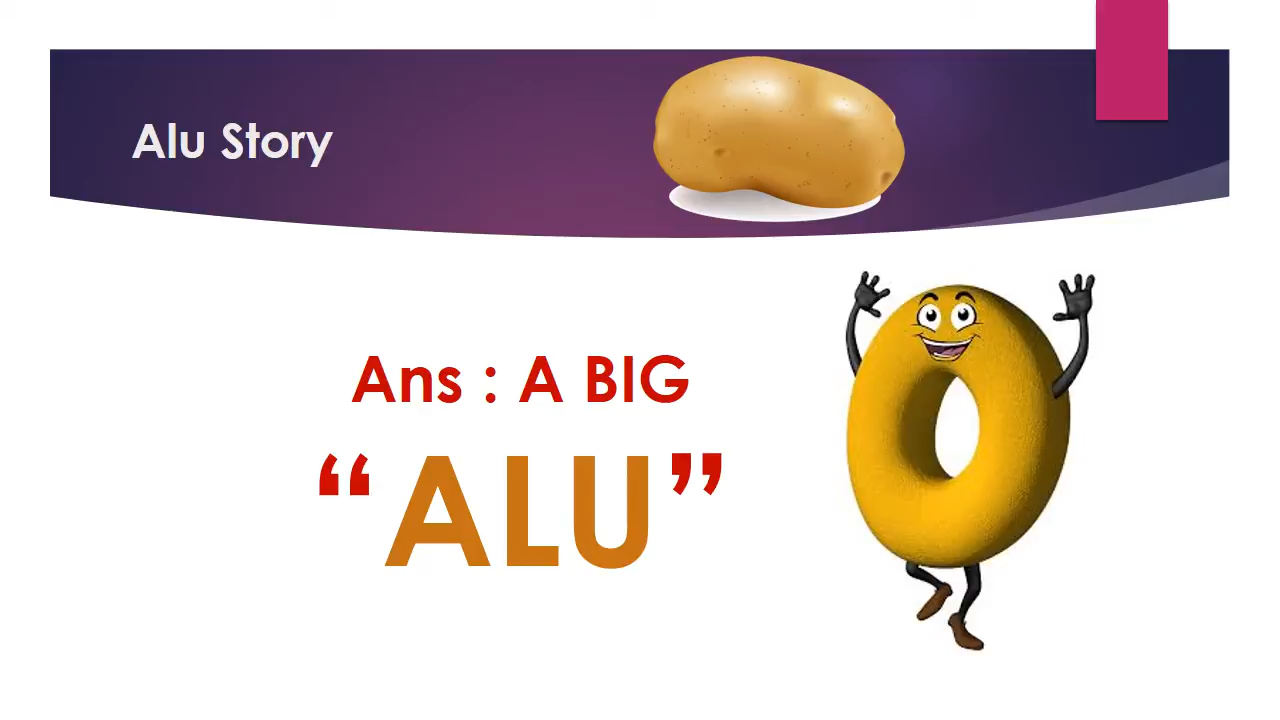 Alu Story
Ans : A BIG
“ALU”